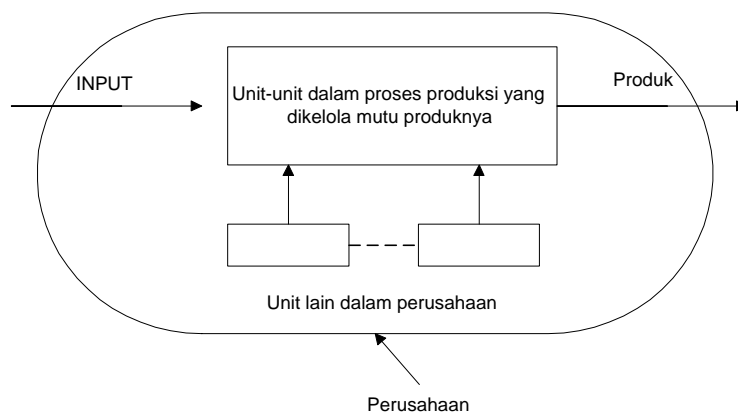 INPUT
Produk
Unit-unit dalam proses produksi yang
dikelola mutu produknya
Unit lain dalam perusahaan
Perusahaan